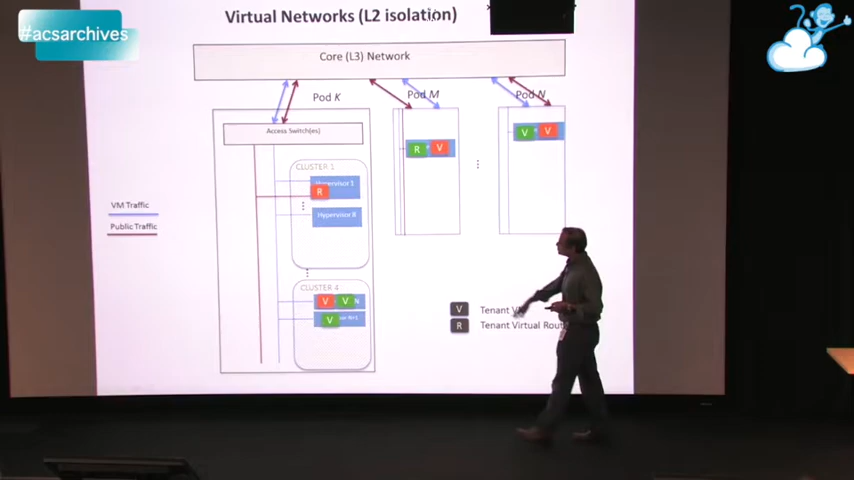 #acsarchives
Virtual Networks (L2 isolation)
Core (L3) Network
Pod K
Pod M
Pod N
Access Switch(es)
R V
V V
CLUSTER 1
Hypervisor 1
R
Hypervisor 8
VM Traffic
Public Traffic
CLUSTER 4
V V N
V
V Tenant
R Tenant Virtual